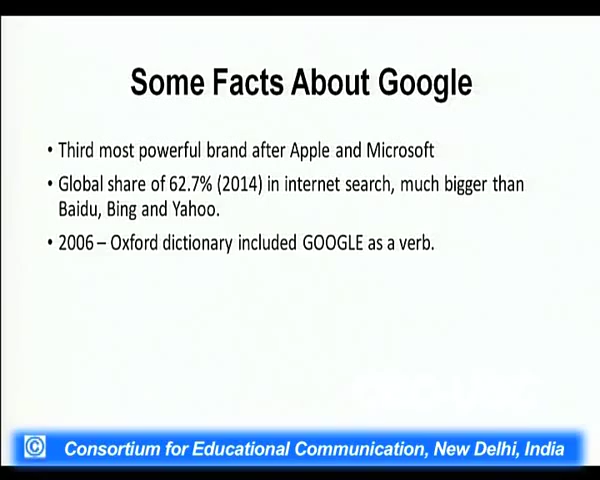 Some Facts About Google
• Third most powerful brand after Apple and Microsoft
• Global share of 62.7% (2014) in internet search, much bigger than
Baidu, Bing and Yahoo.
• 2006 – Oxford dictionary included GOOGLE as a verb.
© Consortium for Educational Communication, New Delhi, India